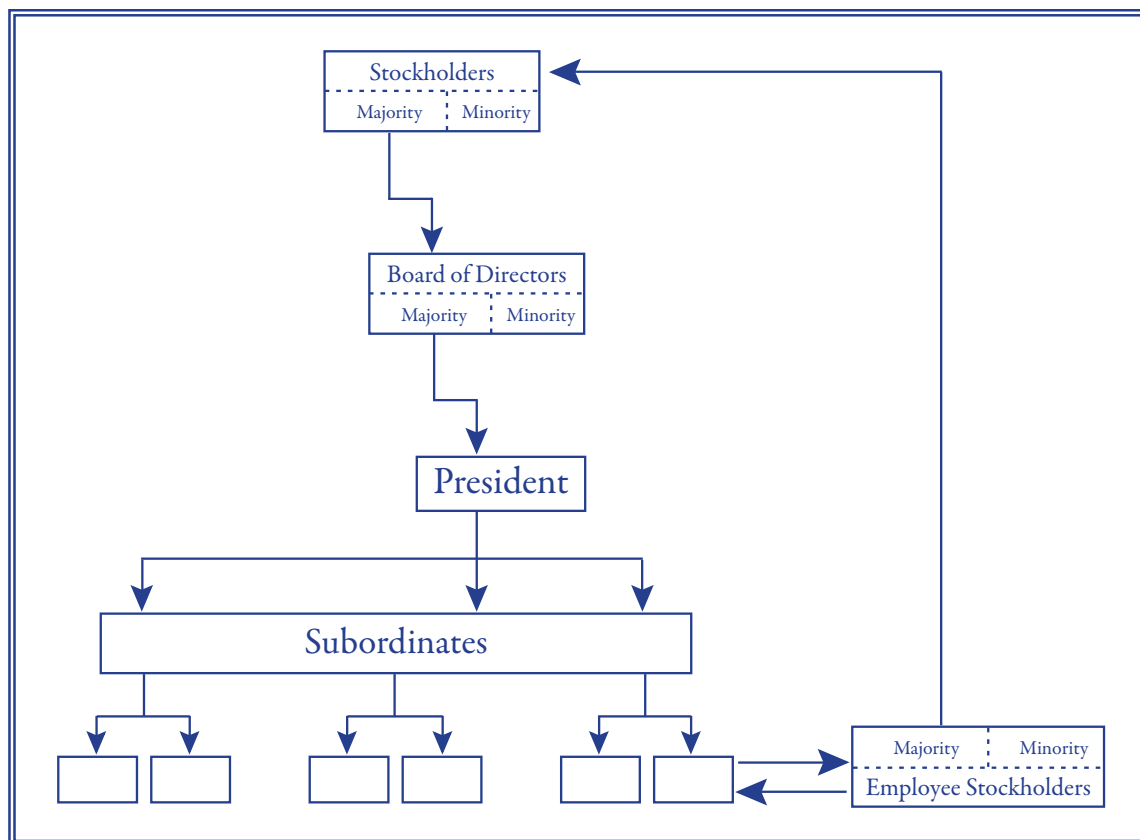 Stockholders
Majority Minority
Board of Directors
Majority Minority
President
Subordinates
Majority Minority
Employee Stockholders